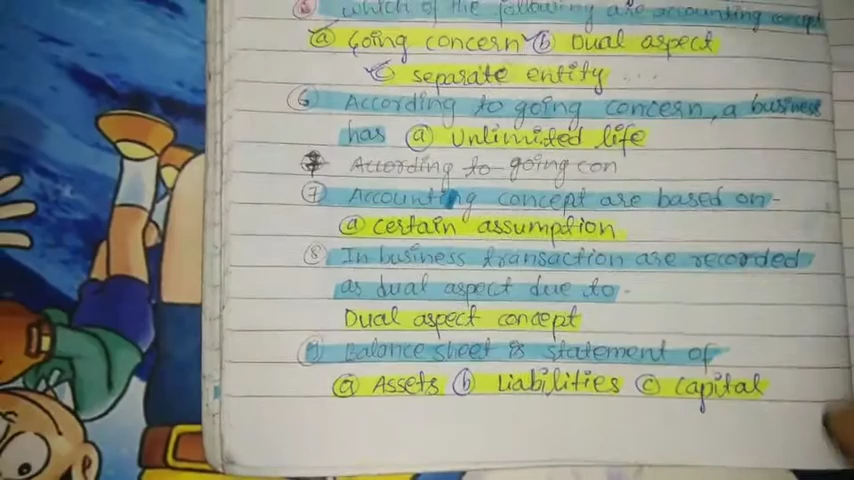 5 which of the following are accounting concept
a Going concern b Dual aspect
c separate entity ...
6 According to going concern, a business
has a Unlimited life
7 According to going con
7 Accounting concept are based on -
a certain assumption
8 In business transaction are recorded
as dual aspect due to -
Dual aspect concept
9 Balance sheet is statement of
a Assets b Liabilities c capital